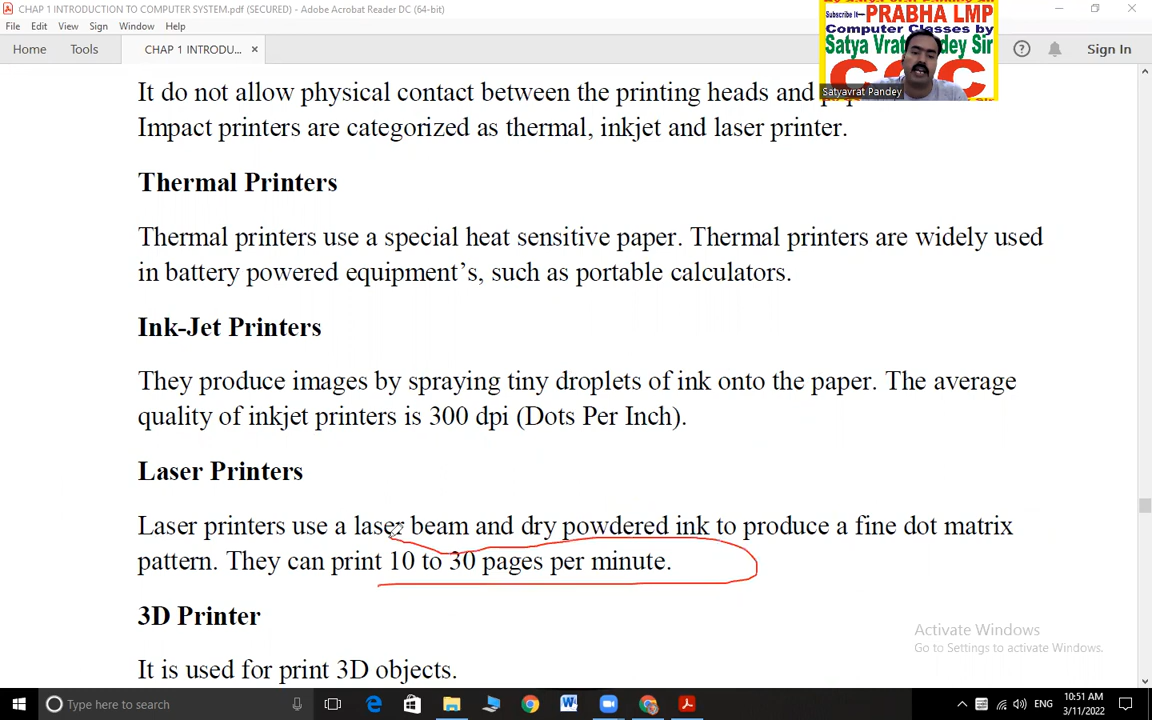 CHAP 1 INTRODUCTION TO COMPUTER SYSTEM.pdf (SECURED) - Adobe Acrobat Reader DC (64-bit)
File Edit View Sign Window Help
Home Tools CHAP 1 INTRODU... × Sign In
Subscribe It— PRABHA LMP
Computer Classes by
Satya Vrat Pandey Sir
CCC
Satyavrat Pandey
It do not allow physical contact between the printing heads and
Impact printers are categorized as thermal, inkjet and laser printer.
Thermal Printers
Thermal printers use a special heat sensitive paper. Thermal printers are widely used
in battery powered equipment’s, such as portable calculators.
Ink-Jet Printers
They produce images by spraying tiny droplets of ink onto the paper. The average
quality of inkjet printers is 300 dpi (Dots Per Inch).
Laser Printers
Laser printers use a laser beam and dry powdered ink to produce a fine dot matrix
pattern. They can print 10 to 30 pages per minute.
3D Printer
It is used for print 3D objects.
Activate Windows
Go to Settings to activate Windows.
Type here to search
ENG
10:51 AM
3/11/2022